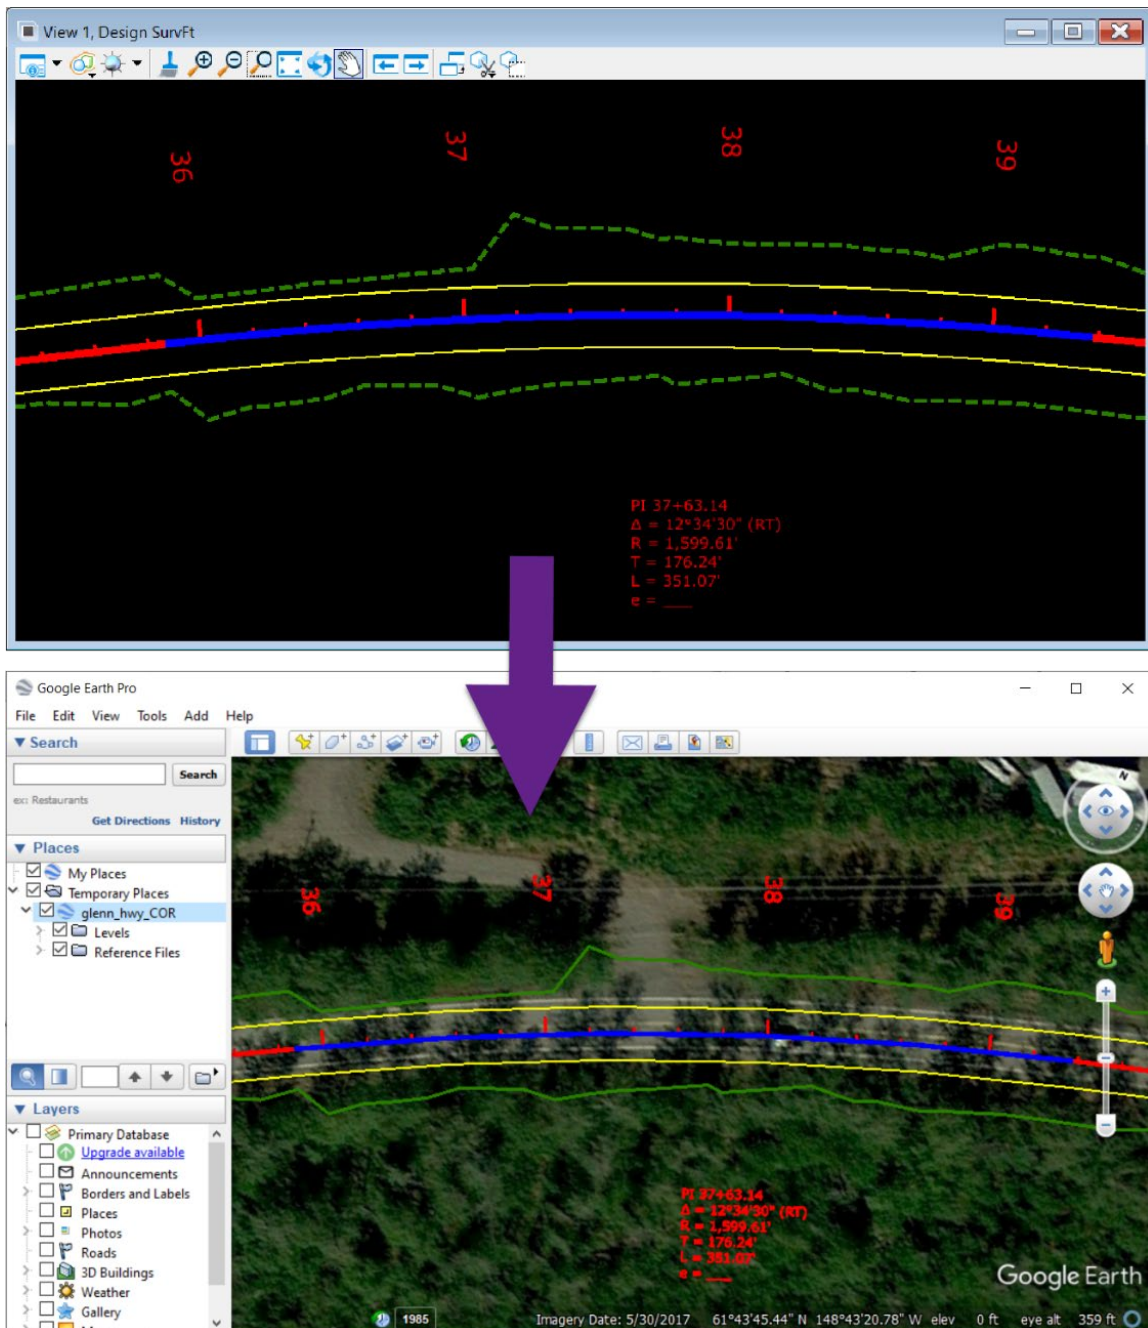 View 1, Design SurvFt
36
37
38
39
PI 37+63.14
Δ = 12°34'30" (RT)
R = 1,599.61'
T = 176.24'
L = 351.07'
e = ___
Google Earth Pro
File Edit View Tools Add Help
Search
Search
ex: Restaurants
Get Directions History
Places
My Places
Temporary Places
glenn_hwy_COR
Levels
Reference Files
Layers
Primary Database
Upgrade available
Announcements
Borders and Labels
Places
Photos
Roads
3D Buildings
Weather
Gallery
36
37
38
39
N
PI 37+63.14
Δ = 12°34'30" (RT)
R = 1,599.61'
T = 176.24'
L = 351.07'
e = ___
Google Earth
1985
Imagery Date: 5/30/2017 61°43'45.44" N 148°43'20.78" W elev 0 ft eye alt 359 ft